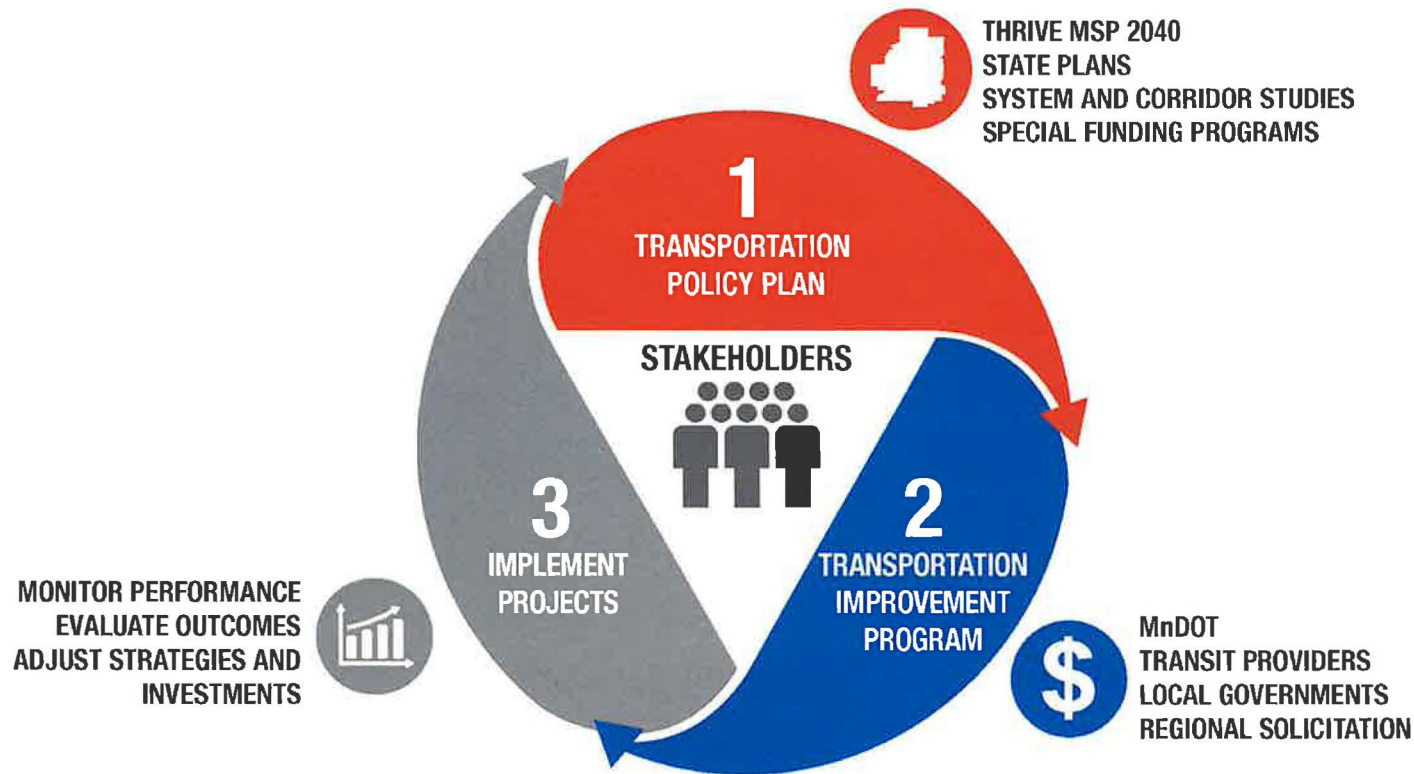 THRIVE MSP 2040
STATE PLANS
SYSTEM AND CORRIDOR STUDIES
SPECIAL FUNDING PROGRAMS
1
TRANSPORTATION
POLICY PLAN
STAKEHOLDERS
2
TRANSPORTATION
IMPROVEMENT
PROGRAM
$
MnDOT
TRANSIT PROVIDERS
LOCAL GOVERNMENTS
REGIONAL SOLICITATION
3
IMPLEMENT
PROJECTS
MONITOR PERFORMANCE
EVALUATE OUTCOMES
ADJUST STRATEGIES AND
INVESTMENTS